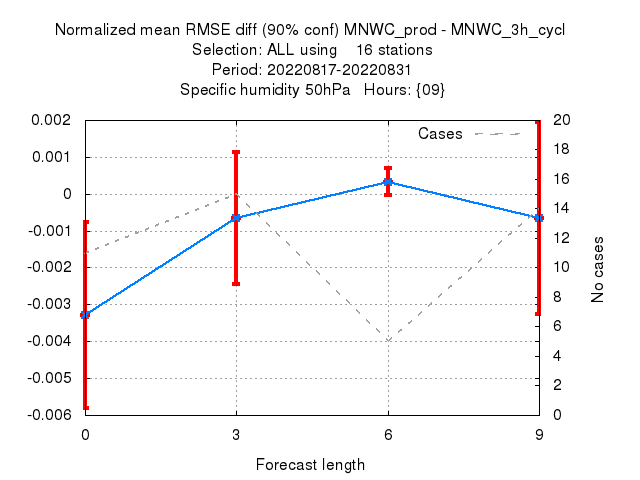 Normalized mean RMSE diff (90% conf) MNWC_prod - MNWC_3h_cycl
Selection: ALL using    16 stations
Period: 20220817-20220831
Specific humidity 50hPa   Hours: {09}
Cases
0.002
0.001
0
-0.001
-0.002
-0.003
-0.004
-0.005
-0.006
20
18
16
14
12
10
8
6
4
2
0
No cases
0 3 6 9
Forecast length